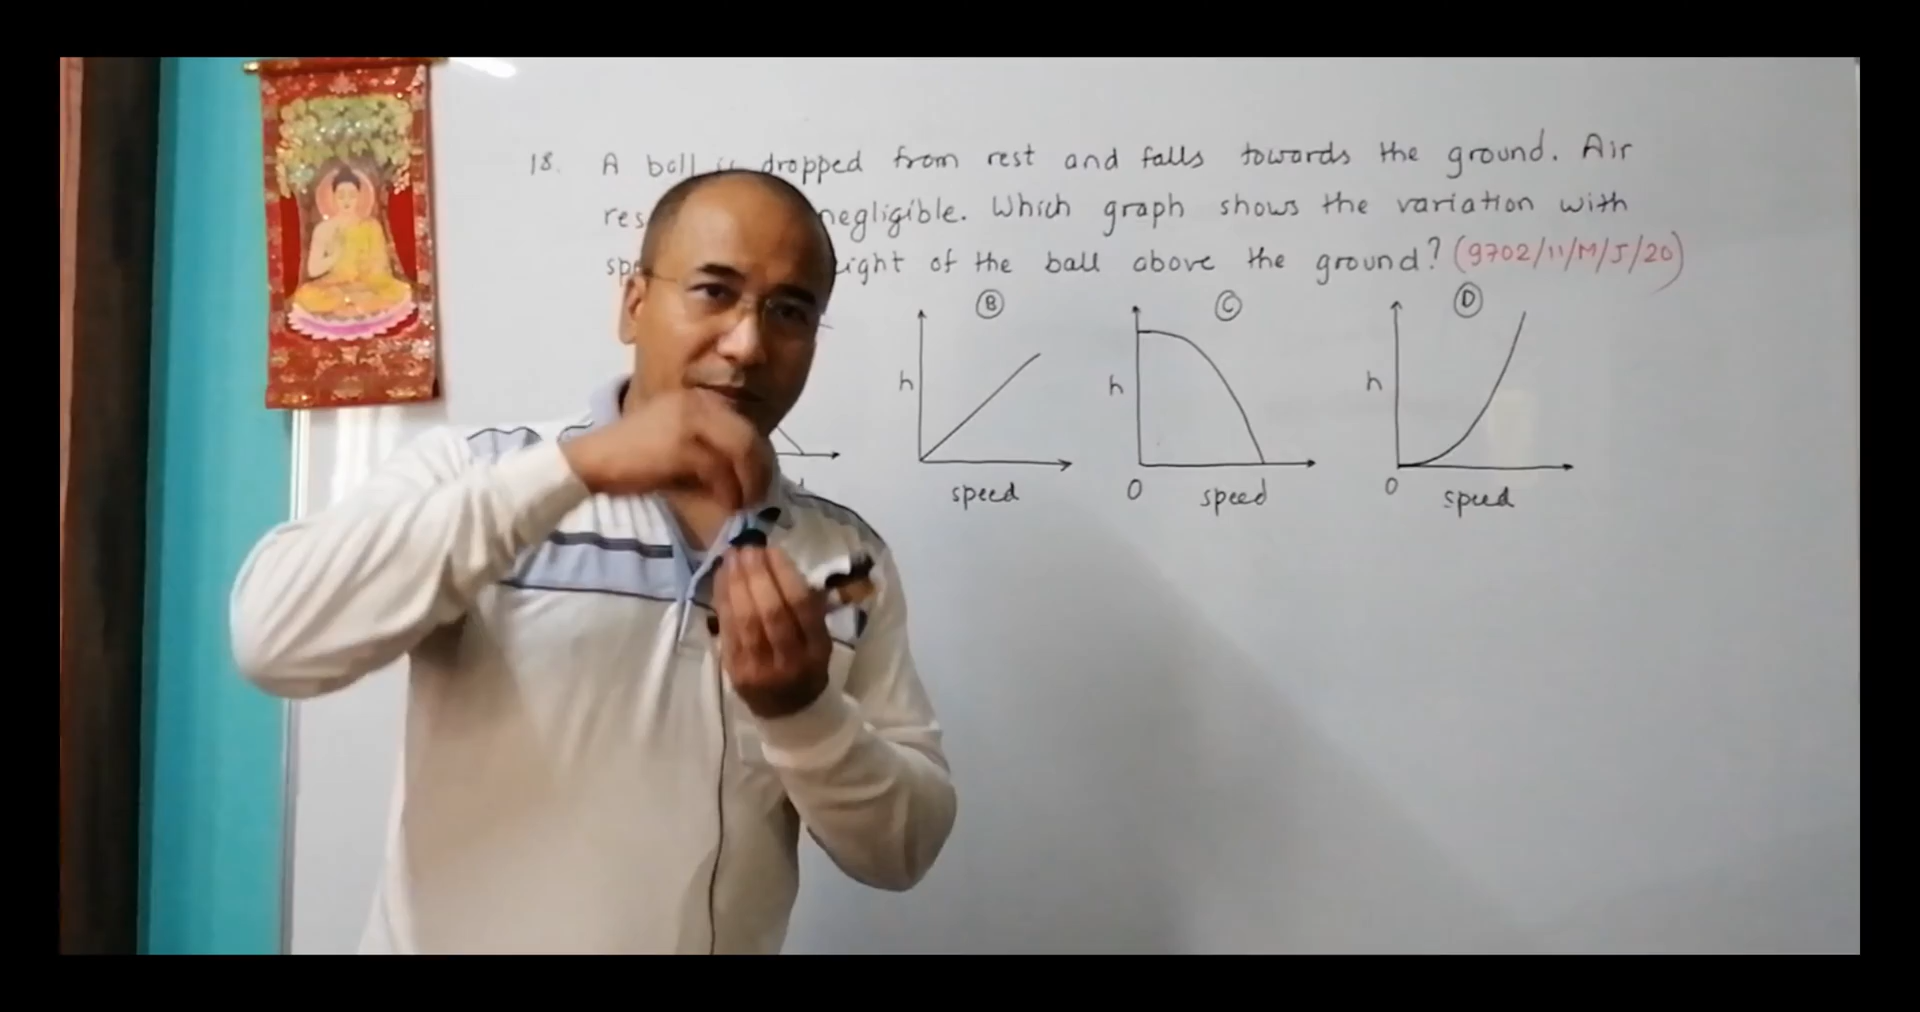 18. A ball is dropped from rest and falls towards the ground. Air
negligible. Which graph shows the variation with
of the ball above the ground? (9702/11/M/J/20)
B C D
h h h
speed 0 speed 0 speed